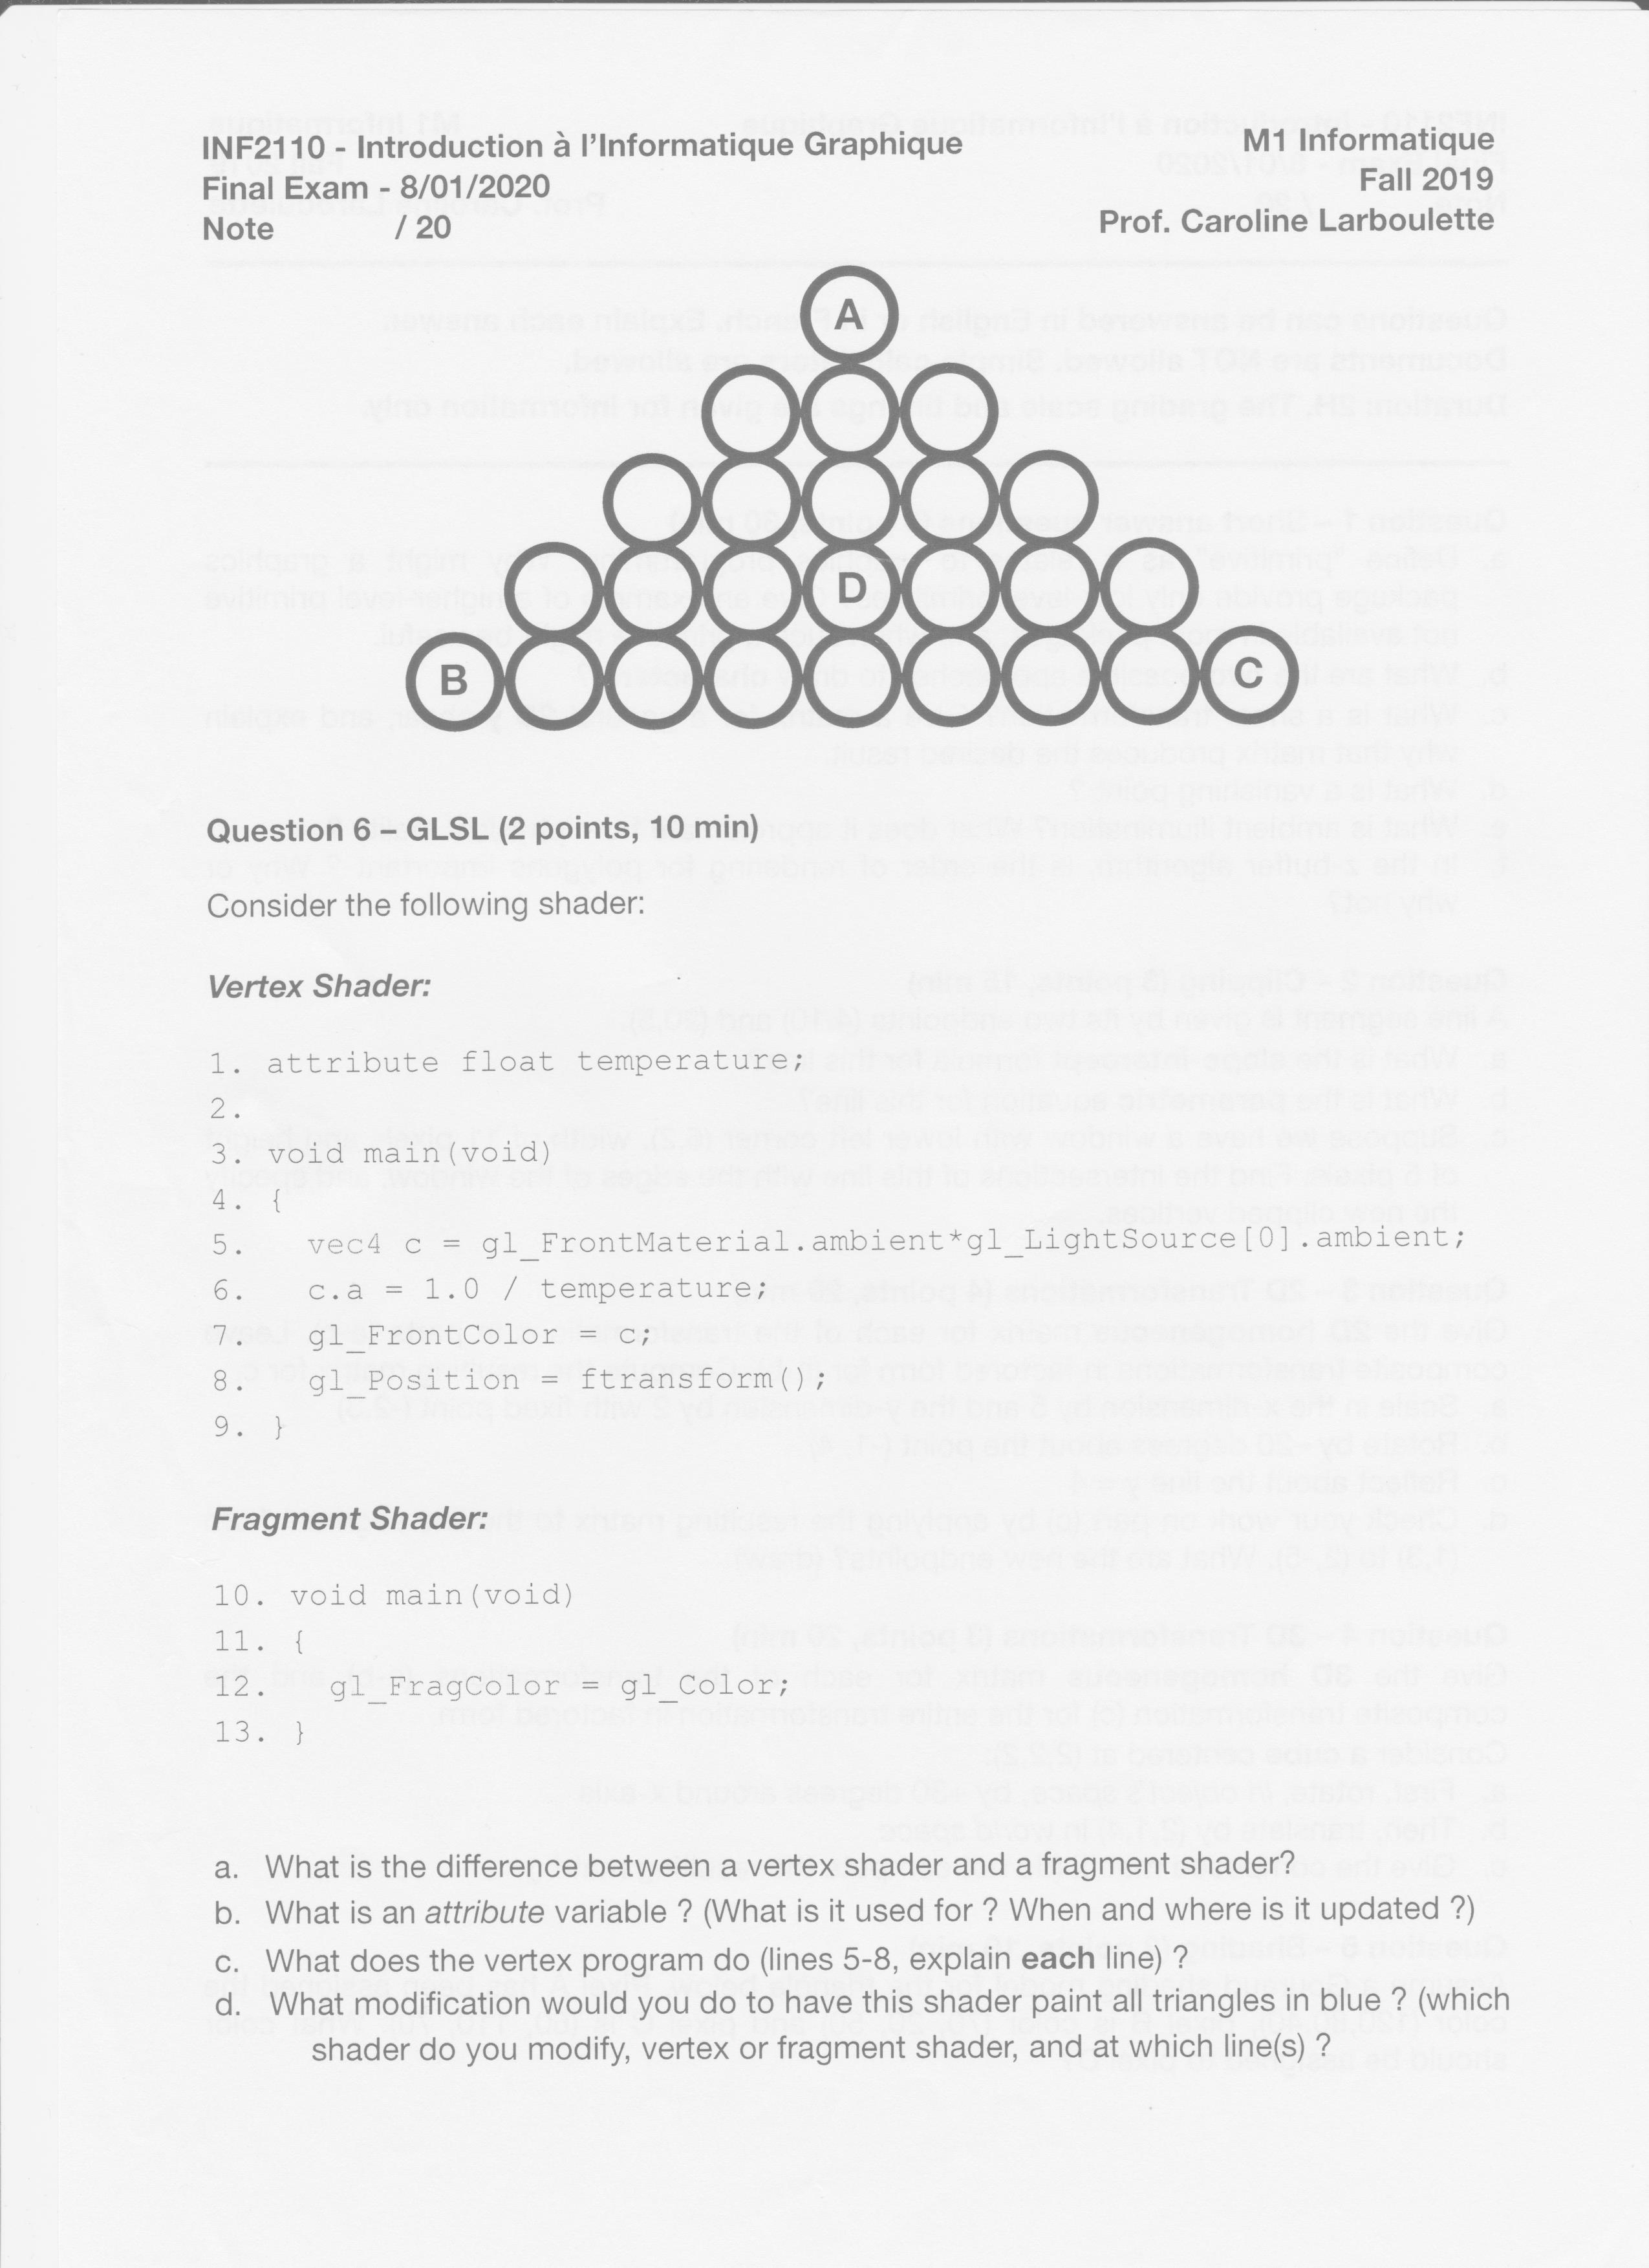 INF2110 - Introduction à l'Informatique Graphique
Final Exam - 8/01/2020
Note / 20
M1 Informatique
Fall 2019
Prof. Caroline Larboulette
A
D
B
C
Question 6 – GLSL (2 points, 10 min)
Consider the following shader:
Vertex Shader:
1. attribute float temperature;
2.
3. void main(void)
4. {
5. vec4 c = gl_FrontMaterial.ambient*gl_LightSource[0].ambient;
6. c.a = 1.0 / temperature;
7. gl_FrontColor = c;
8. gl_Position = ftransform();
9. }
Fragment Shader:
10. void main(void)
11. {
12. gl_FragColor = gl_Color;
13. }
a. What is the difference between a vertex shader and a fragment shader?
b. What is an attribute variable ? (What is it used for ? When and where is it updated ?)
c. What does the vertex program do (lines 5-8, explain each line) ?
d. What modification would you do to have this shader paint all triangles in blue ? (which
shader do you modify, vertex or fragment shader, and at which line(s) ?